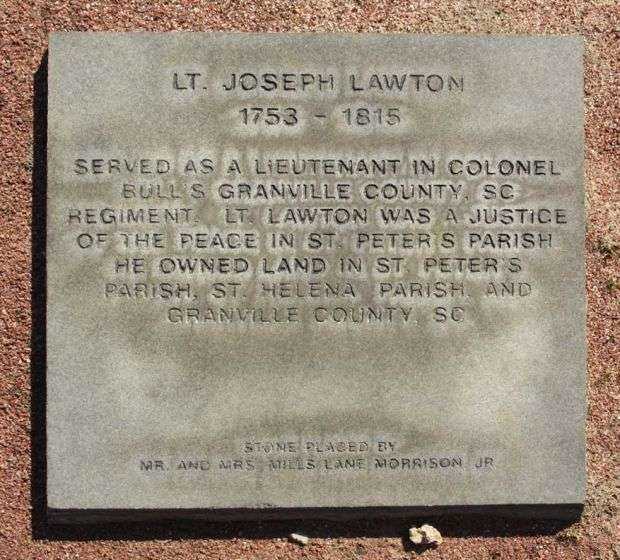 LT. JOSEPH LAWTON
1753 - 1815
SERVED AS A LIEUTENANT IN COLONEL
BULL'S GRANVILLE COUNTY, SC
REGIMENT. LT. LAWTON WAS A JUSTICE
OF THE PEACE IN ST. PETER'S PARISH
HE OWNED LAND IN ST. PETER'S
PARISH, ST. HELENA PARISH, AND
GRANVILLE COUNTY, SC
STONE PLACED BY
MR. AND MRS. MILLS LANE MORRISON JR